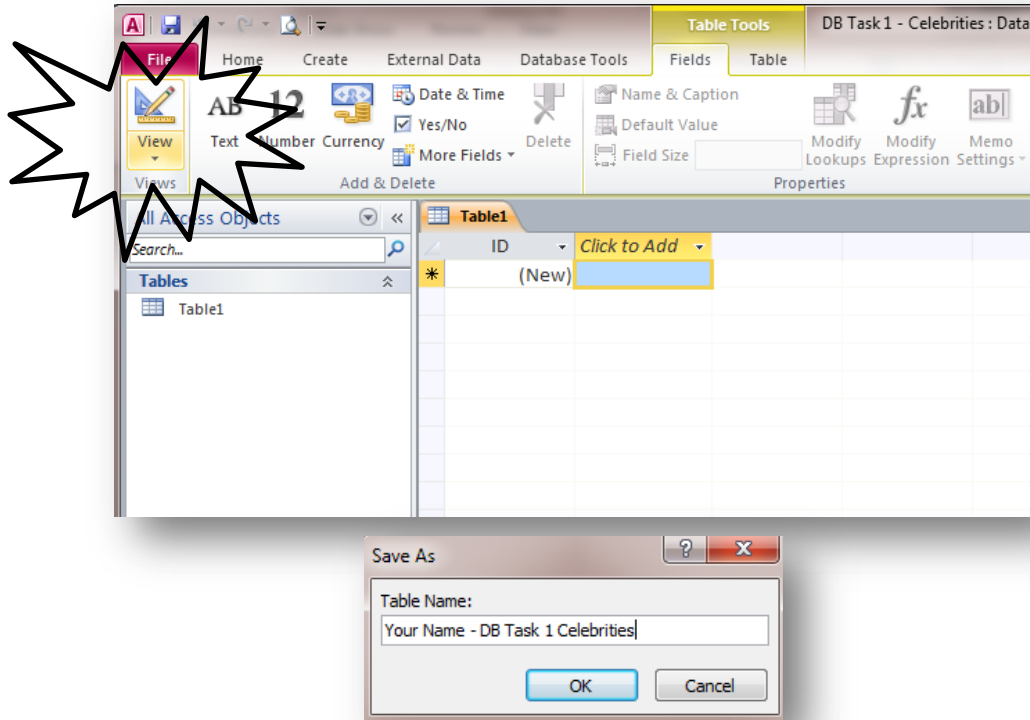 A
Table Tools
DB Task 1 - Celebrities : Data
File Home Create External Data Database Tools Fields Table
View
Views
AB
Text
12
Number
Currency
Date & Time
Yes/No
More Fields
Delete
Add & Delete
Name & Caption
Default Value
Field Size
Modify
Lookups
fx
Modify
Expression
ab|
Memo
Settings
Properties
All Access Objects «
Search...
Tables
Table1
Table1
ID Click to Add
* (New)
Save As ? X
Table Name:
Your Name - DB Task 1 Celebrities
OK Cancel